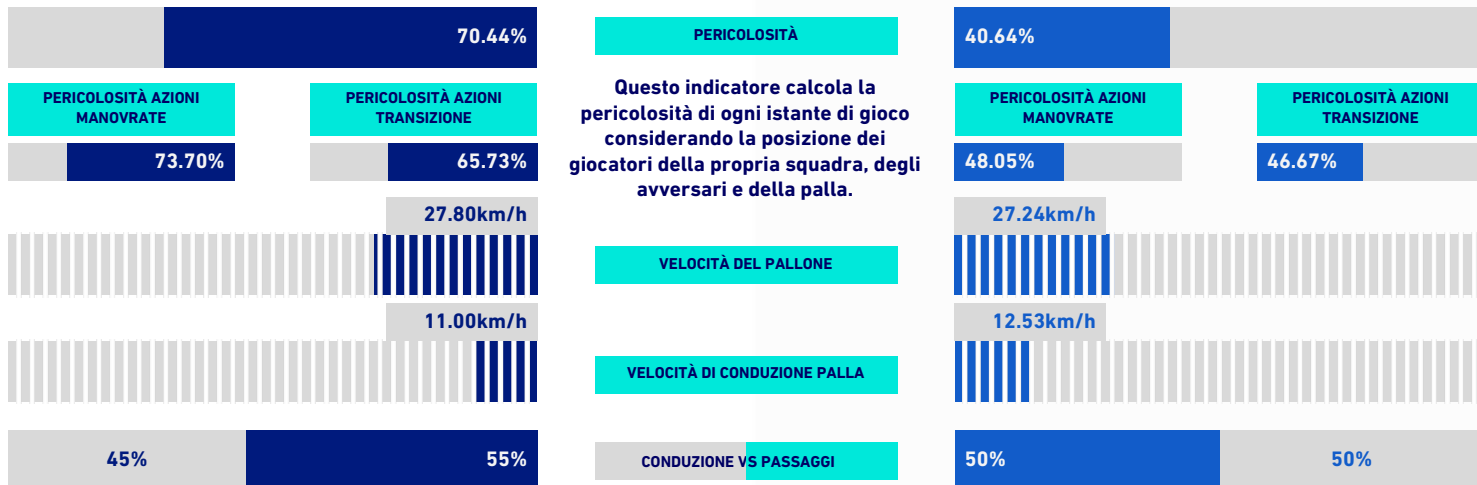 70.44%
PERICOLOSITÀ
40.64%
PERICOLOSITÀ AZIONI
MANOVRATE
PERICOLOSITÀ AZIONI
TRANSIZIONE
Questo indicatore calcola la
pericolosità di ogni istante di gioco
considerando la posizione dei
giocatori della propria squadra, degli
avversari e della palla.
PERICOLOSITÀ AZIONI
MANOVRATE
PERICOLOSITÀ AZIONI
TRANSIZIONE
73.70%
65.73%
48.05%
46.67%
27.80km/h
27.24km/h
VELOCITÀ DEL PALLONE
11.00km/h
12.53km/h
VELOCITÀ DI CONDUZIONE PALLA
45%
55%
CONDUZIONE VS PASSAGGI
50%
50%